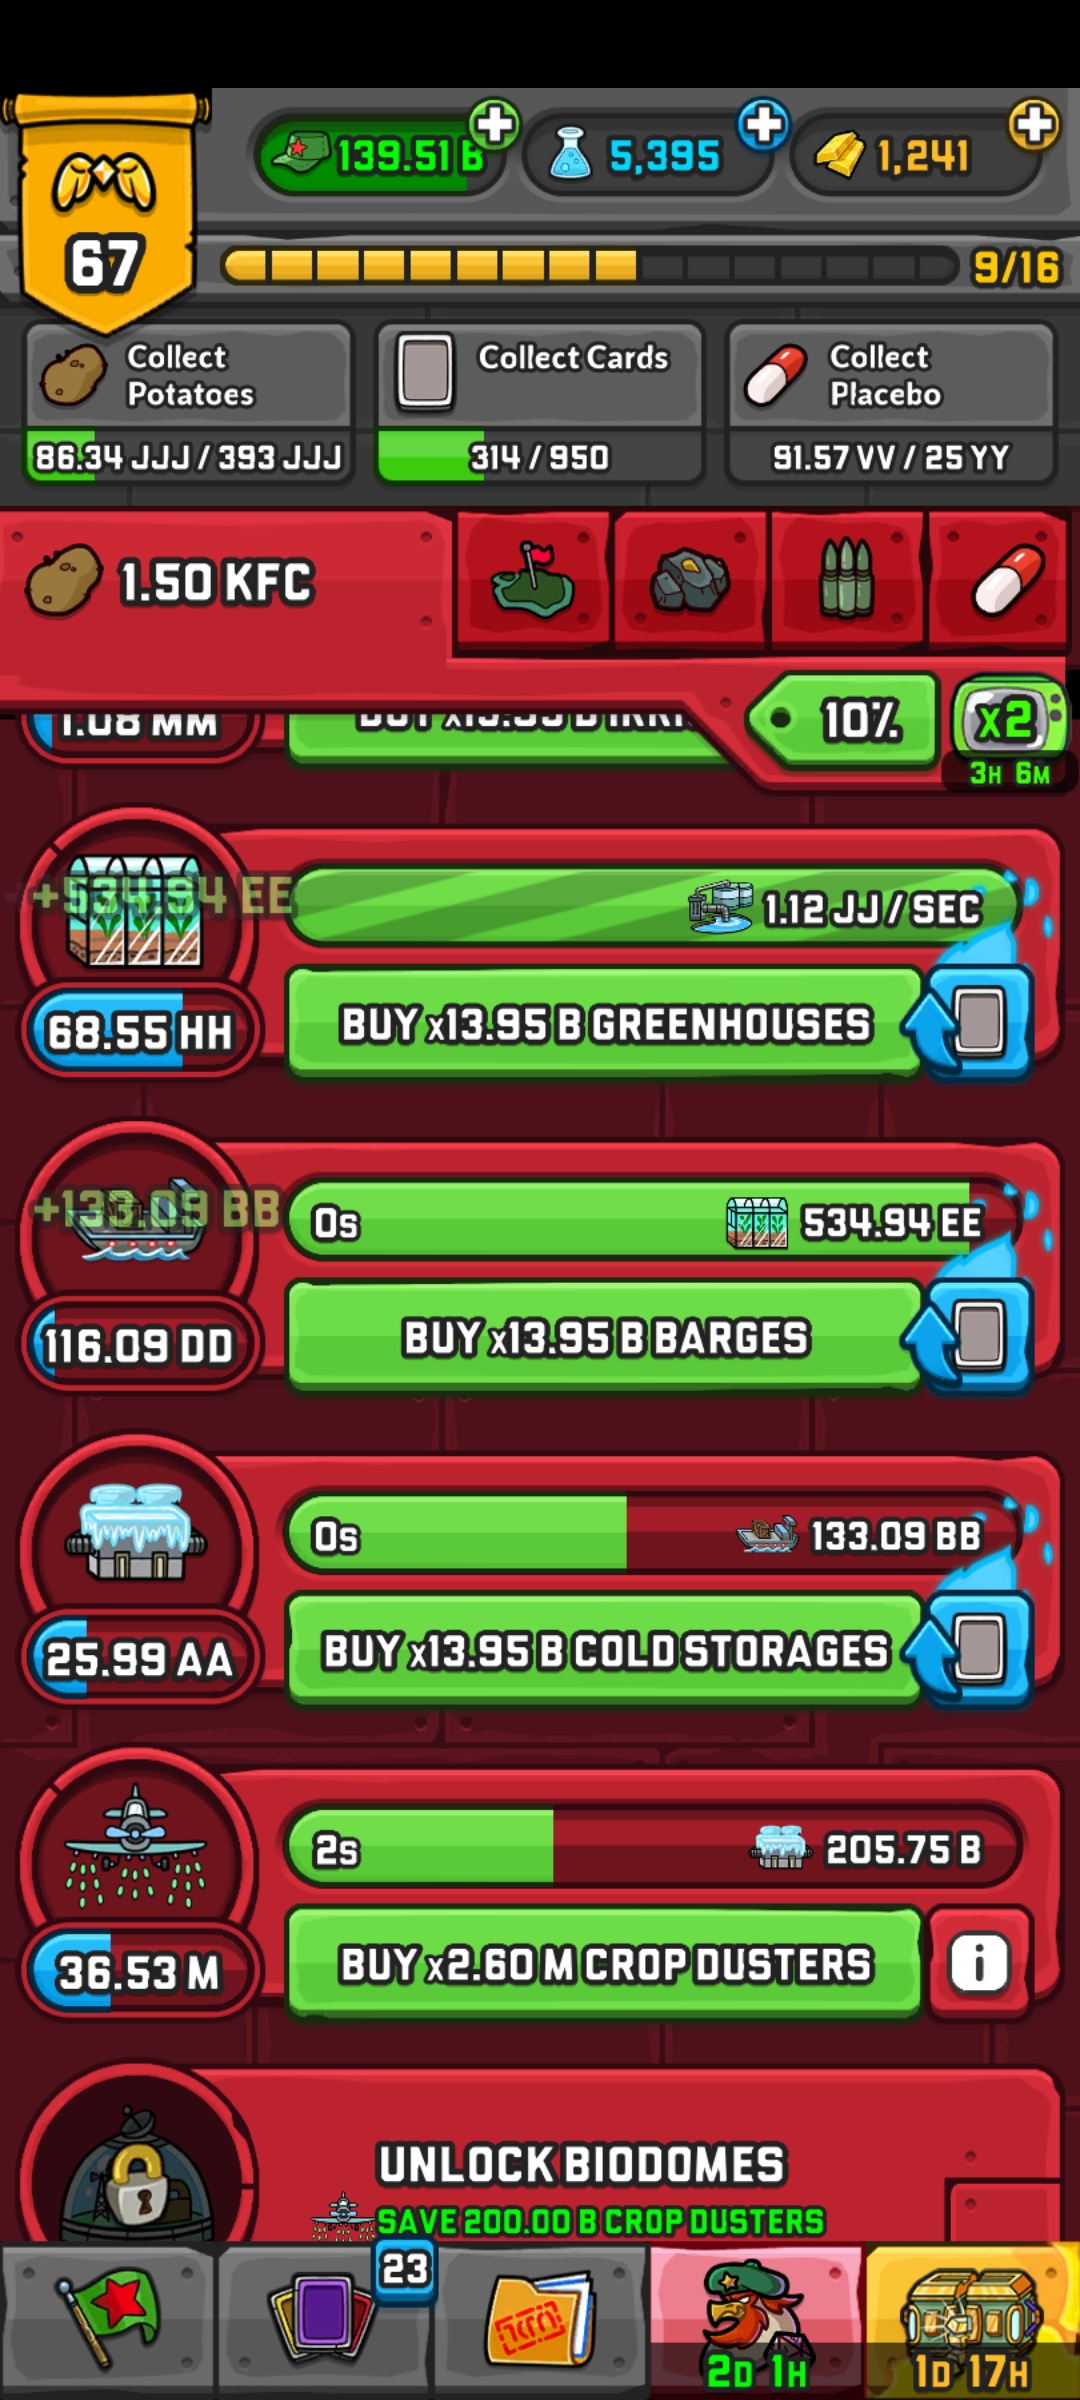 139.51 B
5,395
1,241
67
9/16
Collect
Potatoes
86.34 JJJ / 393 JJJ
Collect Cards
314 / 950
Collect
Placebo
91.57 VV / 25 YY
1.50 KFC
10%
x2
3H 6M
1.08 MM
+534.94 EE
1.12 JJ / SEC
68.55 HH
BUY x13.95 B GREENHOUSES
+133.09 BB
0s
534.94 EE
116.09 DD
BUY x13.95 B BARGES
0s
133.09 BB
25.99 AA
BUY x13.95 B COLD STORAGES
2s
205.75 B
36.53 M
BUY x2.60 M CROP DUSTERS
i
UNLOCK BIODOMES
SAVE 200.00 B CROP DUSTERS
23
2D 1H
1D 17H